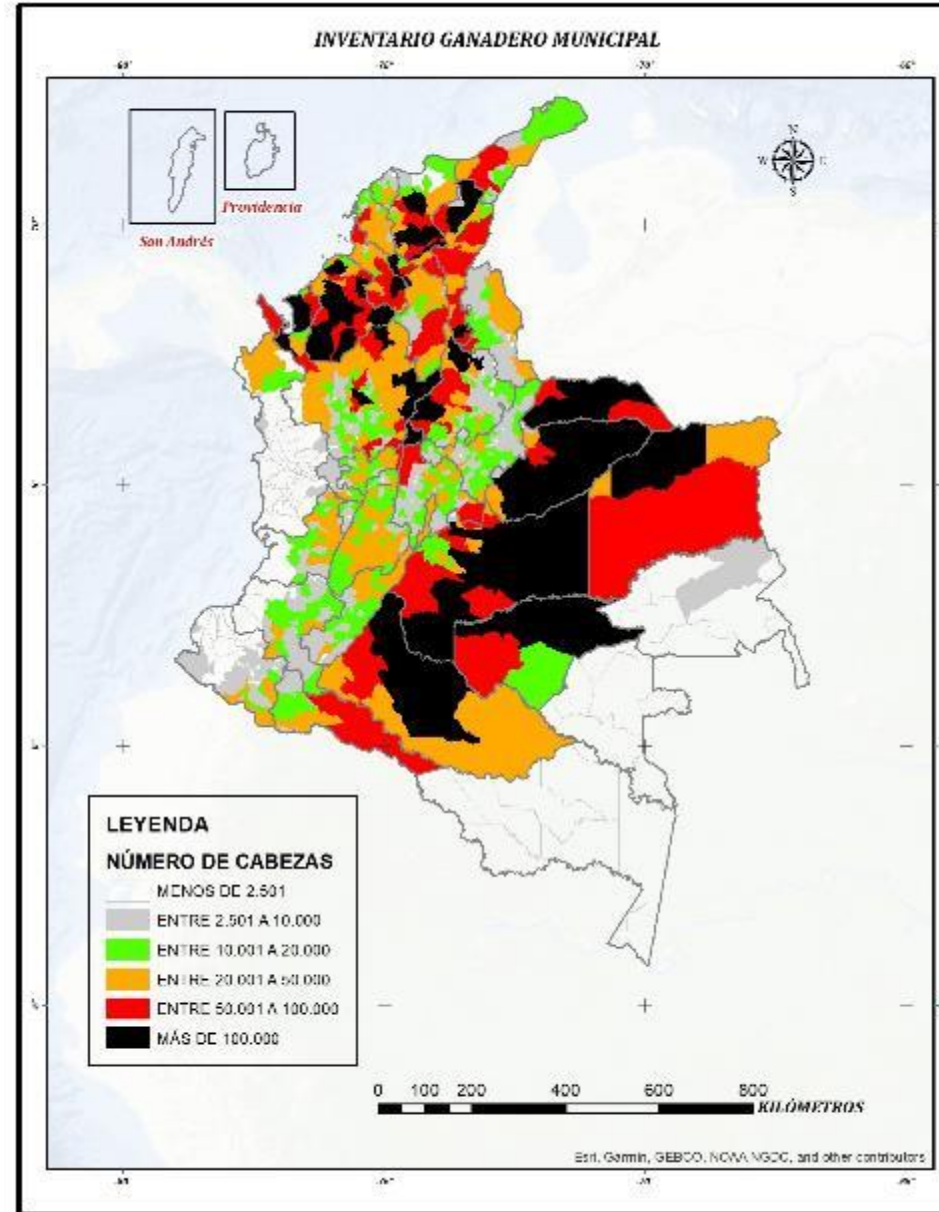 INVENTARIO GANADERO MUNICIPAL
N
W
E
S
Providencia
San Andrés
LEYENDA
NÚMERO DE CABEZAS
MENOS DE 2.501
ENTRE 2.501 A 10.000
ENTRE 10.001 A 20.000
ENTRE 20.001 A 50.000
ENTRE 50.001 A 100.000
MÁS DE 100.000
0 100 200 400 600 800
KILÓMETROS
Esri, Garmin, GEBCO, NOAA NGDC, and other contributors